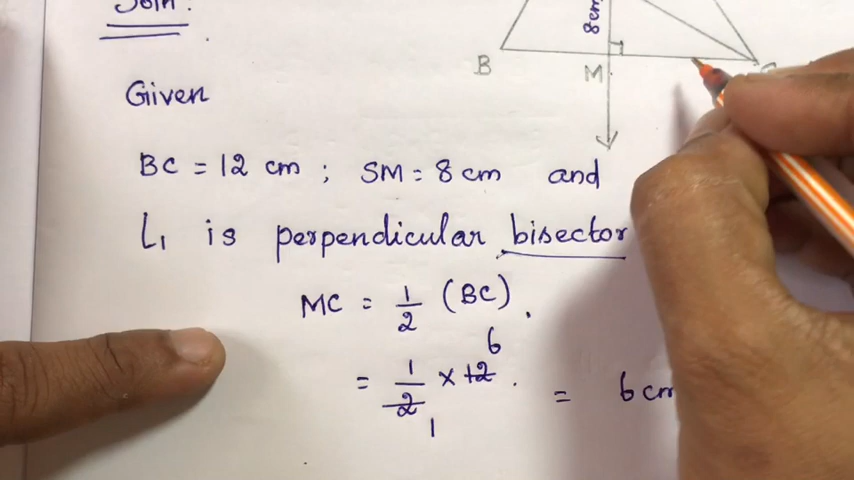 Soln:
8cm
B
M
Given
BC = 12 cm ; SM = 8 cm and
L₁ is perpendicular bisector
MC = 1/2 (BC).
6
= 1/2 × 12. = 6 cm
1